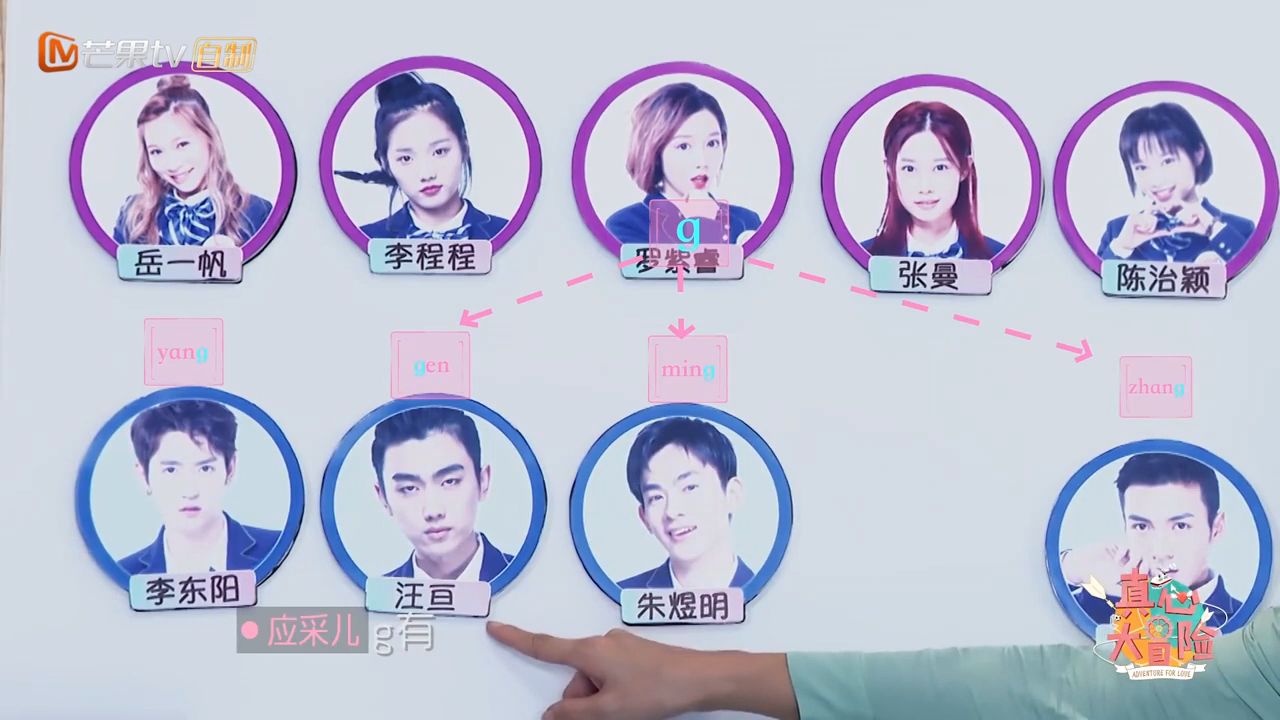 芒果tv 自制
岳一帆
李程程
罗紫睿
张曼
陈治颖
g
yang
gen
ming
zhang
李东阳
汪亘
朱煜明
应采儿 g有
真心
大冒险
ADVENTURE FOR LOVE